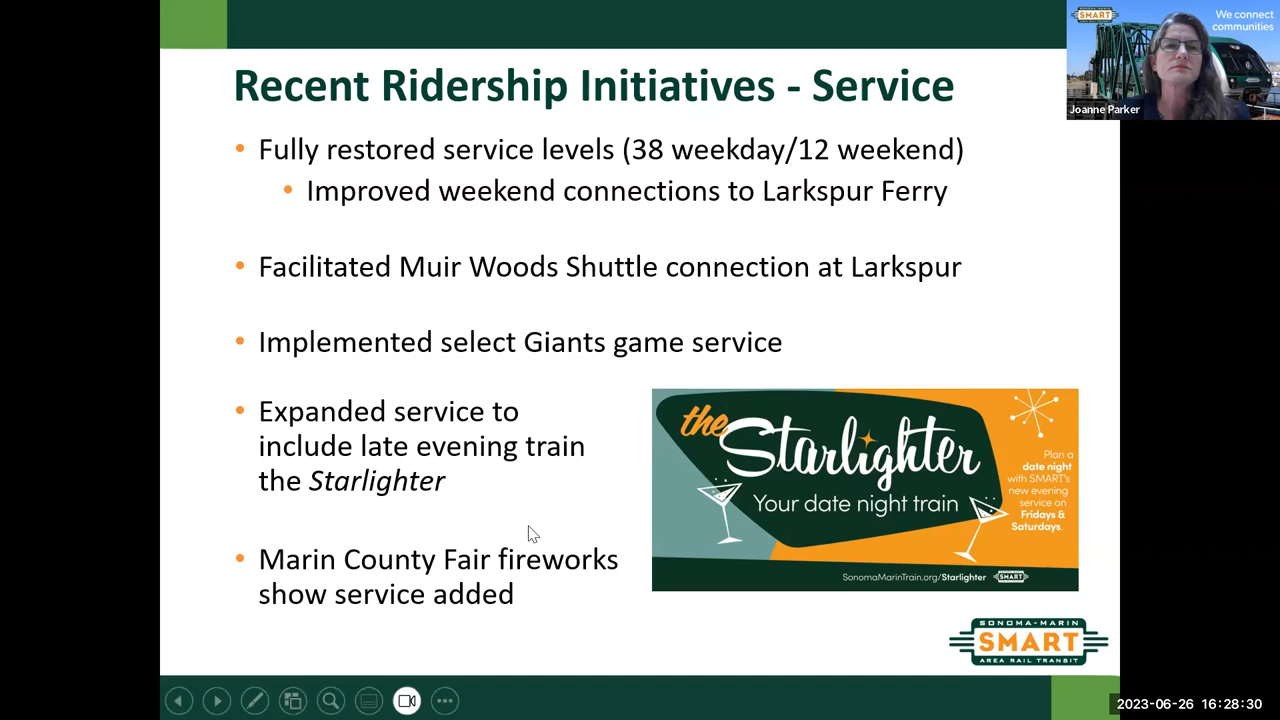 Recent Ridership Initiatives - Service
• Fully restored service levels (38 weekday/12 weekend)
• Improved weekend connections to Larkspur Ferry
• Facilitated Muir Woods Shuttle connection at Larkspur
• Implemented select Giants game service
• Expanded service to
include late evening train
the Starlighter
• Marin County Fair fireworks
show service added
the
Starlighter
Your date night train
Plan a
date night
with SMART's
new evening
service on
Fridays &
Saturdays.
SonomaMarinTrain.org/Starlighter
SMART
SONOMA-MARIN
SMART
AREA RAIL TRANSIT
SONOMA-MARIN
SMART
We connect
communities
Joanne Parker
2023-06-26 16:28:30